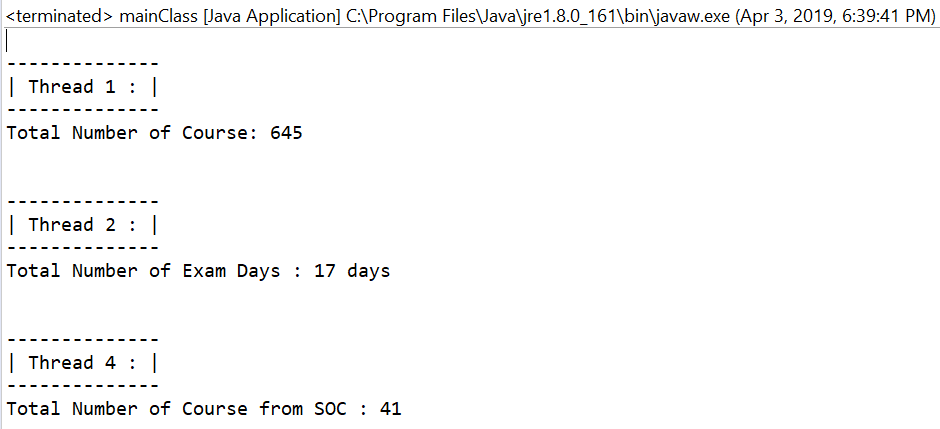 <terminated> mainClass [Java Application] C:\Program Files\Java\jre1.8.0_161\bin\javaw.exe (Apr 3, 2019, 6:39:41 PM)
--------------
| Thread 1 : |
--------------
Total Number of Course: 645
--------------
| Thread 2 : |
--------------
Total Number of Exam Days : 17 days
--------------
| Thread 4 : |
--------------
Total Number of Course from SOC : 41